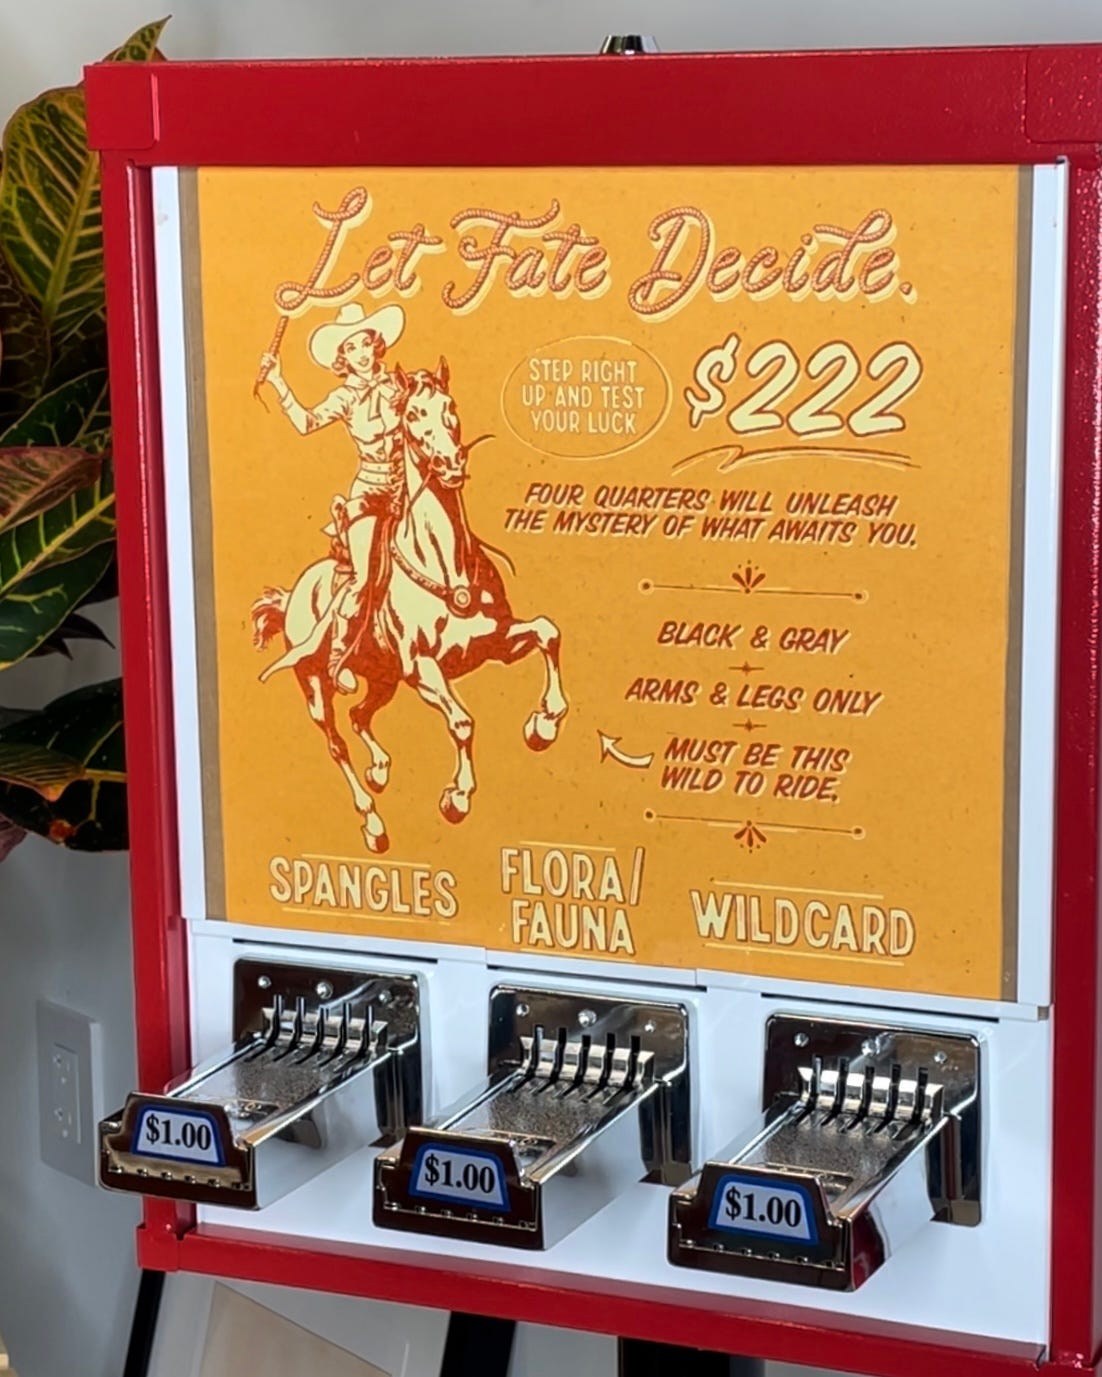 Let Fate Decide.
STEP RIGHT
UP AND TEST
YOUR LUCK
$222
FOUR QUARTERS WILL UNLEASH
THE MYSTERY OF WHAT AWAITS YOU.
BLACK & GRAY
ARMS & LEGS ONLY
MUST BE THIS
WILD TO RIDE.
SPANGLES
FLORA/
FAUNA
WILDCARD
$1.00
$1.00
$1.00